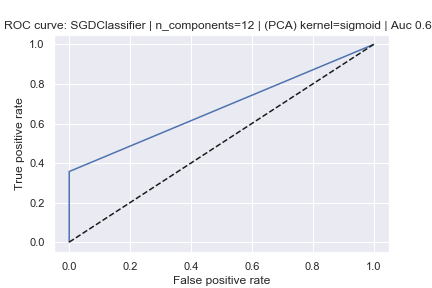 ROC curve: SGDClassifier | n_components=12 | (PCA) kernel=sigmoid | Auc 0.6
1.0
0.8
0.6
0.4
0.2
0.0
True positive rate
0.0 0.2 0.4 0.6 0.8 1.0
False positive rate